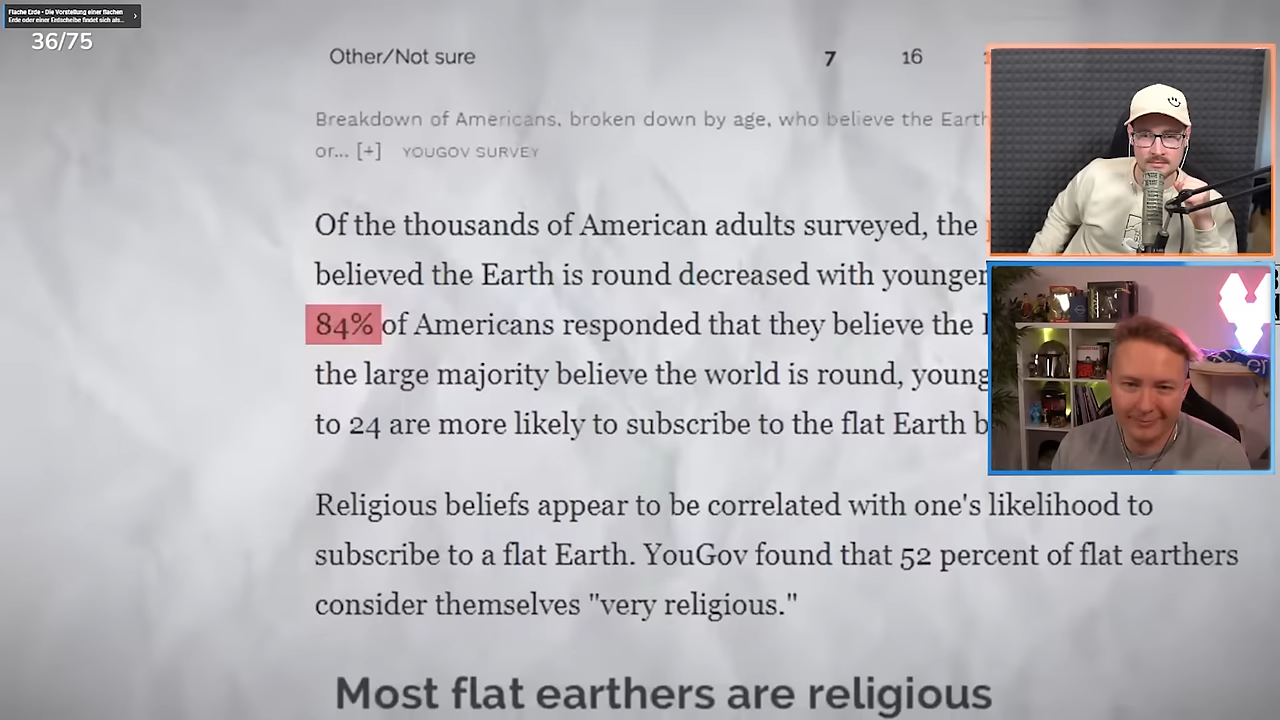 Flache Erde - Die Vorstellung einer flachen
Erde oder einer Erdscheibe findet sich als...
36/75
Other/Not sure 7 16
Breakdown of Americans, broken down by age, who believe the Earth
or... [+] YOUGOV SURVEY
Of the thousands of American adults surveyed, the
believed the Earth is round decreased with younger
84% of Americans responded that they believe the
the large majority believe the world is round, young
to 24 are more likely to subscribe to the flat Earth b
Religious beliefs appear to be correlated with one's likelihood to
subscribe to a flat Earth. YouGov found that 52 percent of flat earthers
consider themselves "very religious."
Most flat earthers are religious